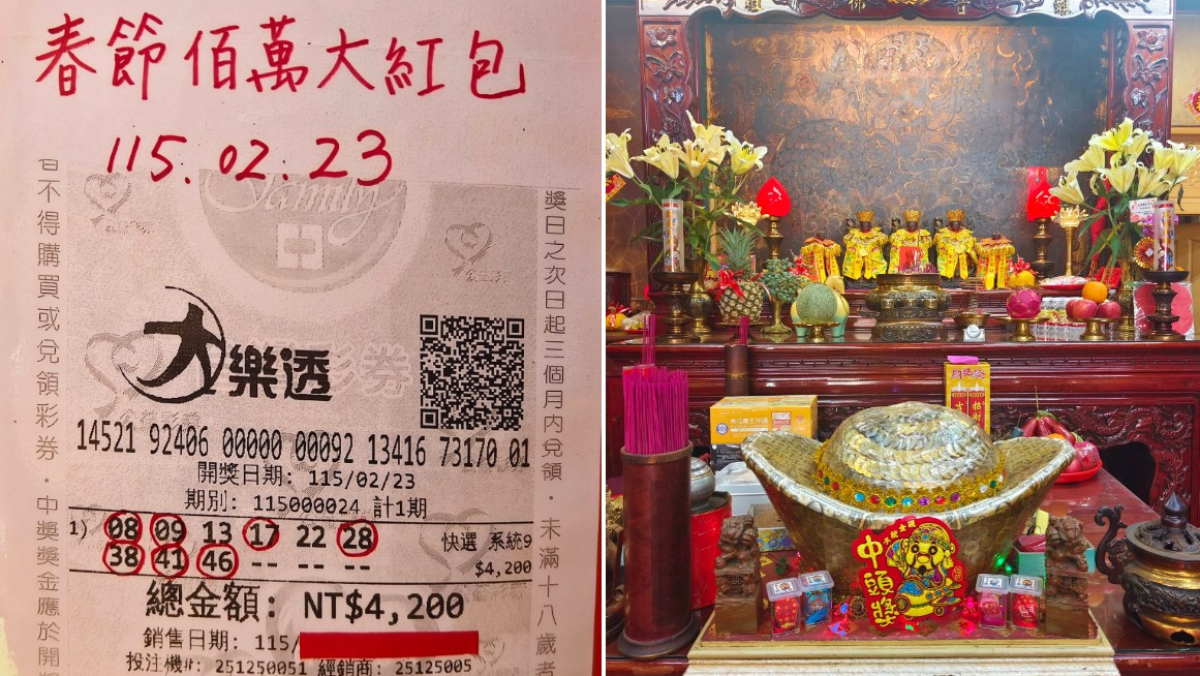 春節佰萬大紅包
115.02.23
獎日之次日起三個月內兌領・未滿十八歲者
不得購買或兌領彩券・中獎獎金應於開
大樂透
14521 92406 00000 00092 13416 73170 01
開獎日期: 115/02/23
期別: 115000024 計1期
1) 08 09 13 17 22 28 快選 系統9
38 41 46 -- -- -- $4,200
總金額: NT$4,200
銷售日期: 115/
投注機#: 251250051 經銷商: 25125005
中頭獎